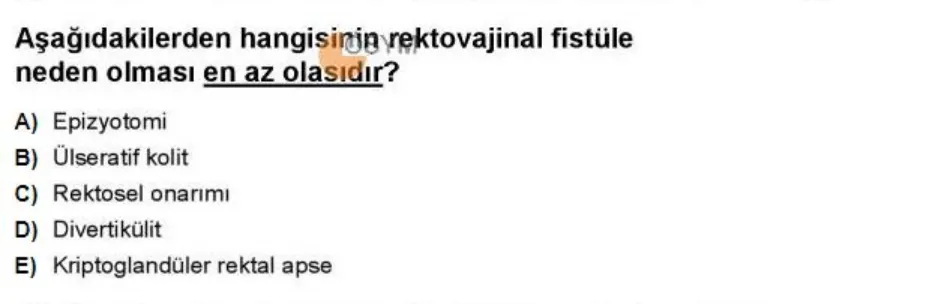 Aşağıdakilerden hangisinin rektovajinal fistüle
neden olması en az olasıdır?
A) Epizyotomi
B) Ülseratif kolit
C) Rektosel onarımı
D) Divertikülit
E) Kriptoglandüler rektal apse